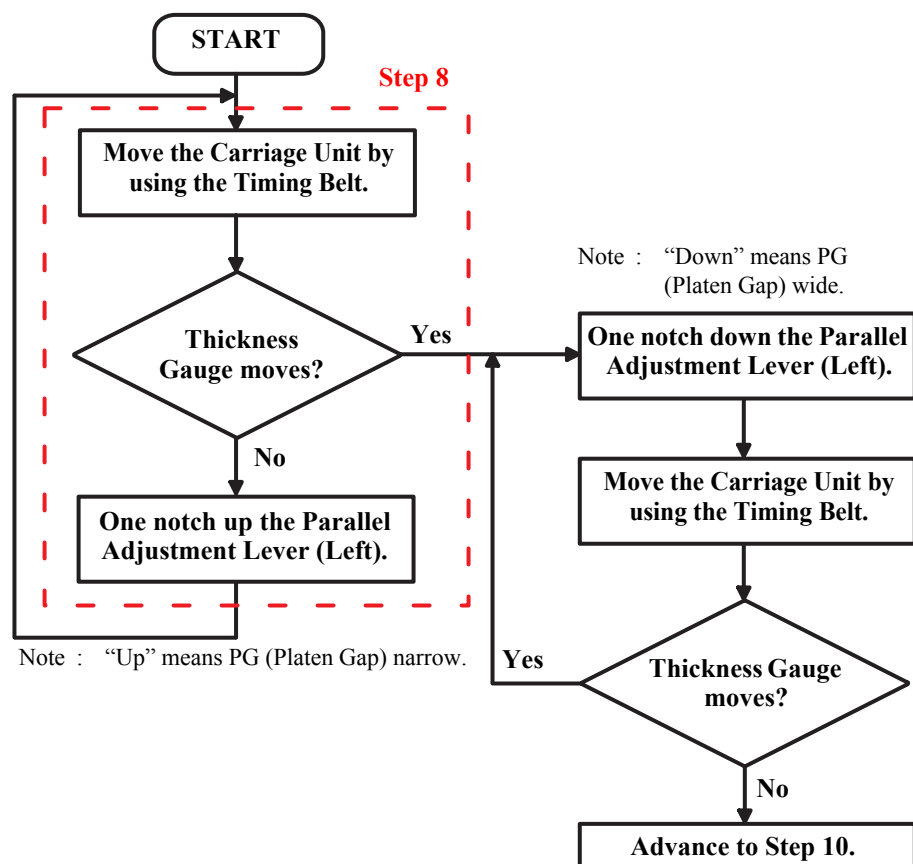 START
Step 8
Move the Carriage Unit by
using the Timing Belt.
Thickness
Gauge moves?
Yes
No
One notch up the Parallel
Adjustment Lever (Left).
Note : “Up” means PG (Platen Gap) narrow.
Note : “Down” means PG
(Platen Gap) wide.
One notch down the Parallel
Adjustment Lever (Left).
Move the Carriage Unit by
using the Timing Belt.
Thickness Gauge
moves?
Yes
No
Advance to Step 10.